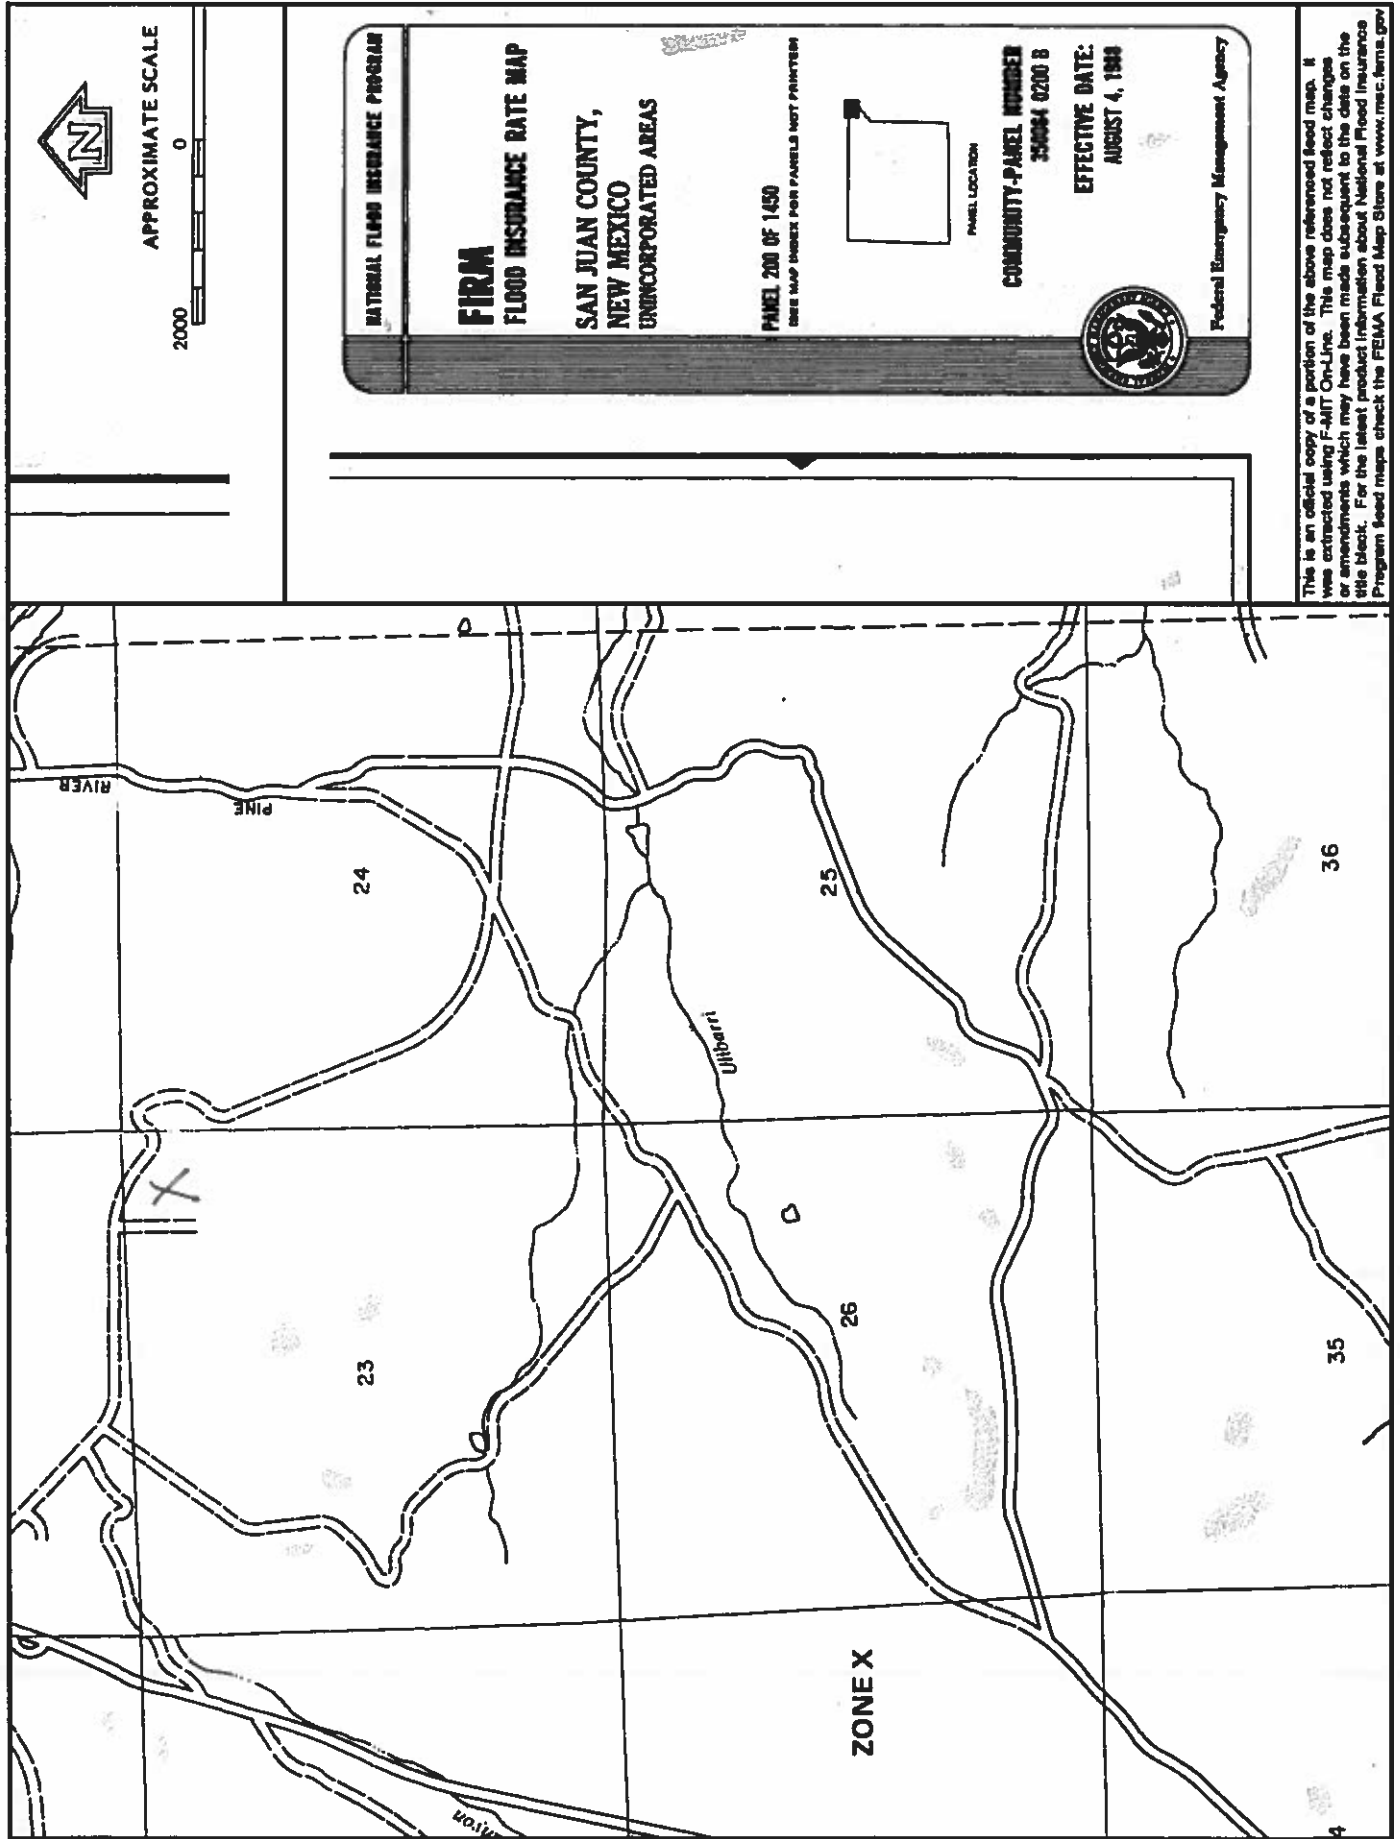 APPROXIMATE SCALE
2000 0
N
NATIONAL FLOOD INSURANCE PROGRAM
FIRM
FLOOD INSURANCE RATE MAP
SAN JUAN COUNTY,
NEW MEXICO
UNINCORPORATED AREAS
PANEL 200 OF 1450
(SEE MAP INDEX FOR PANELS NOT PRINTED)
PANEL LOCATION
COMMUNITY-PANEL NUMBER
350064 0200 B
EFFECTIVE DATE:
AUGUST 4, 1988
Federal Emergency Management Agency
This is an official copy of a portion of the above referenced flood map. It
was extracted using F-MIT On-Line. This map does not reflect changes
or amendments which may have been made subsequent to the date on the
title block. For the latest product information about National Flood Insurance
Program flood maps check the FEMA Flood Map Store at www.msc.fema.gov
RIVER
PINE
24
25
36
Ulibarri
X
23
26
35
ZONE X
4